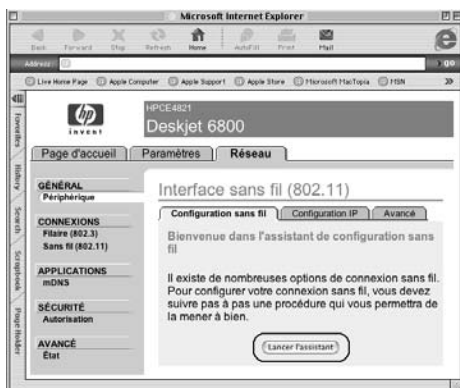 Microsoft Internet Explorer
Back Forward Stop Refresh Home AutoFill Print Mail
Address: go
Live Home Page Apple Computer Apple Support Apple Store Microsoft MacTopia MSN
Favorites
History
Search
Scrapbook
Page Holder
hp
invent
HPCE4821
Deskjet 6800
Page d'accueil Paramètres Réseau
GÉNÉRAL
Périphérique
CONNEXIONS
Filaire (802.3)
Sans fil (802.11)
APPLICATIONS
mDNS
SÉCURITÉ
Autorisation
AVANCÉ
État
Interface sans fil (802.11)
Configuration sans fil Configuration IP Avancé
Bienvenue dans l'assistant de configuration sans
fil
Il existe de nombreuses options de connexion sans fil.
Pour configurer votre connexion sans fil, vous devez
suivre pas à pas une procédure qui vous permettra de
la mener à bien.
Lancer l'assistant